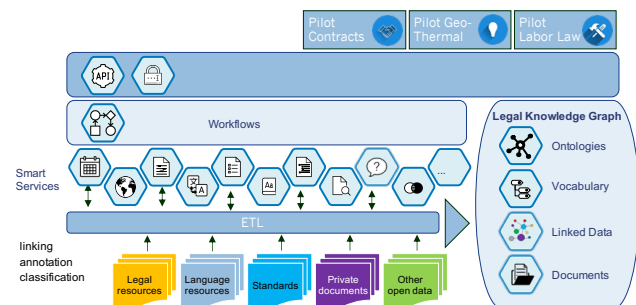 Pilot
Contracts
Pilot Geo-
Thermal
Pilot
Labor Law
API
Workflows
Legal Knowledge Graph
Ontologies
Vocabulary
Linked Data
Documents
Smart
Services
A
Aa
?
...
ETL
linking
annotation
classification
Legal
resources
Language
resources
Standards
Private
documents
Other
open data